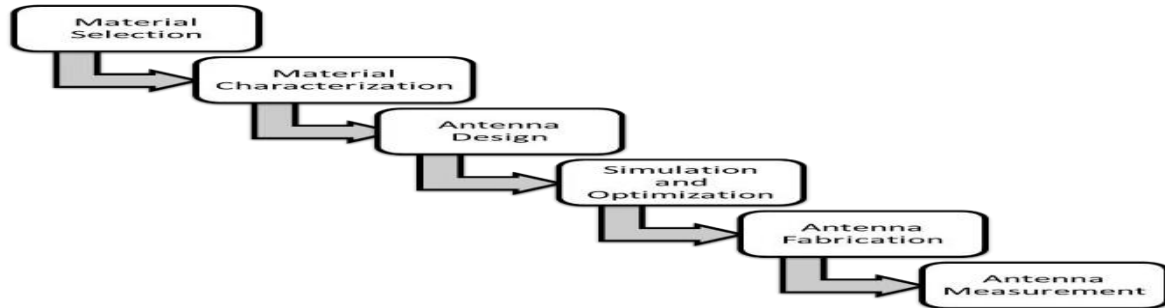 Material
Selection
Material
Characterization
Antenna
Design
Simulation
and
Optimization
Antenna
Fabrication
Antenna
Measurement